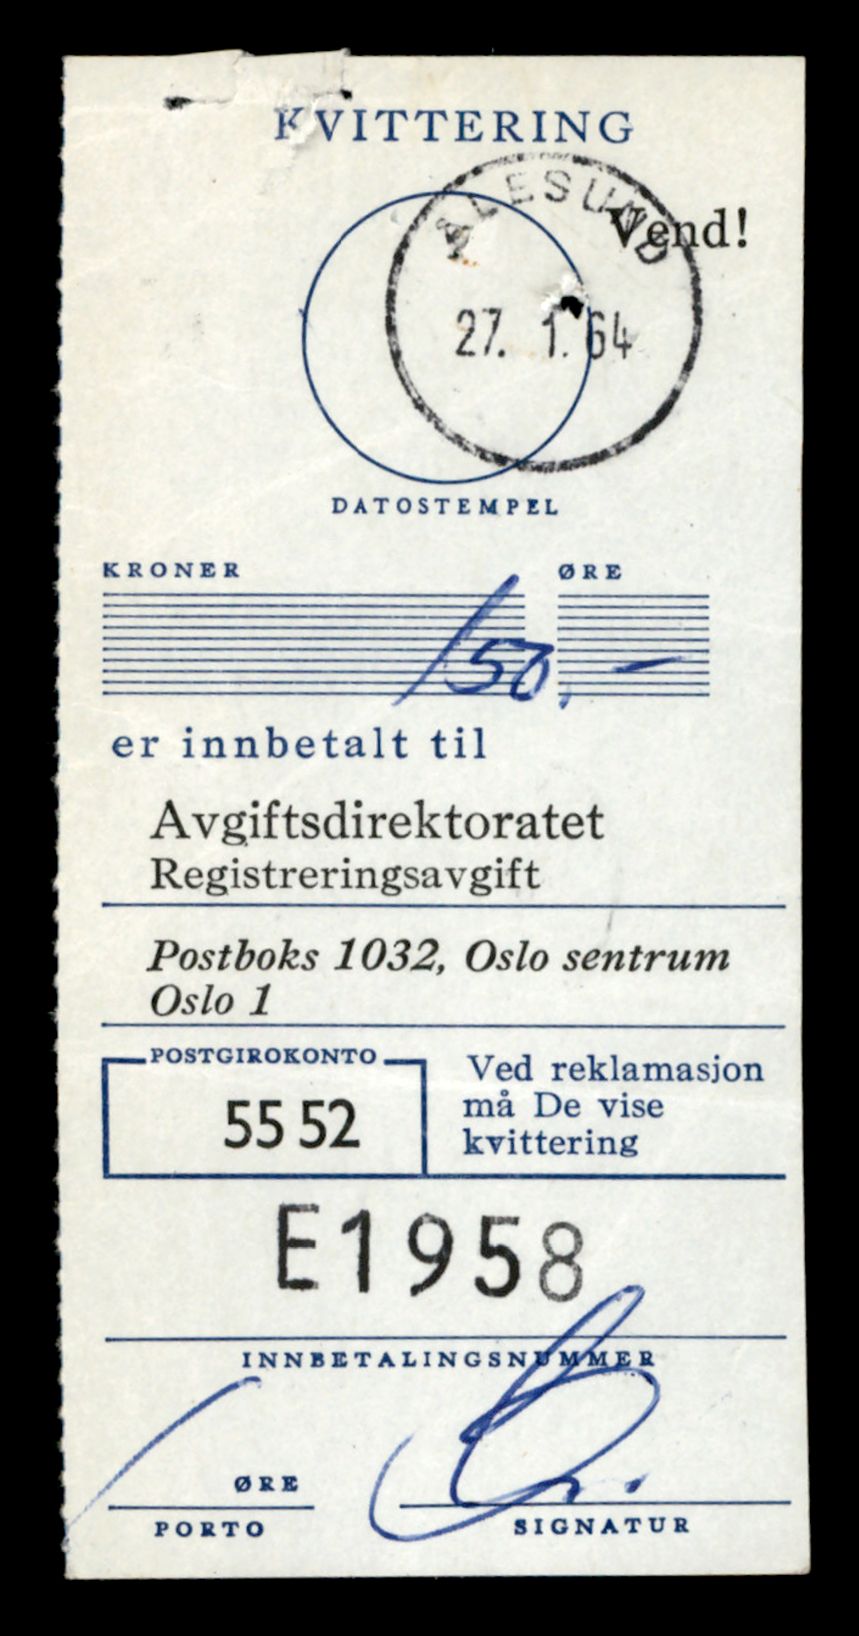 KVITTERING
ÅLESUND
Vend!
27. 1. 64
DATOSTEMPEL
KRONER ØRE
150,-
er innbetalt til
Avgiftsdirektoratet
Registreringsavgift
Postboks 1032, Oslo sentrum
Oslo 1
POSTGIROKONTO
55 52
Ved reklamasjon
må De vise
kvittering
E1958
INNBETALINGSNUMMER
ØRE
PORTO
SIGNATUR